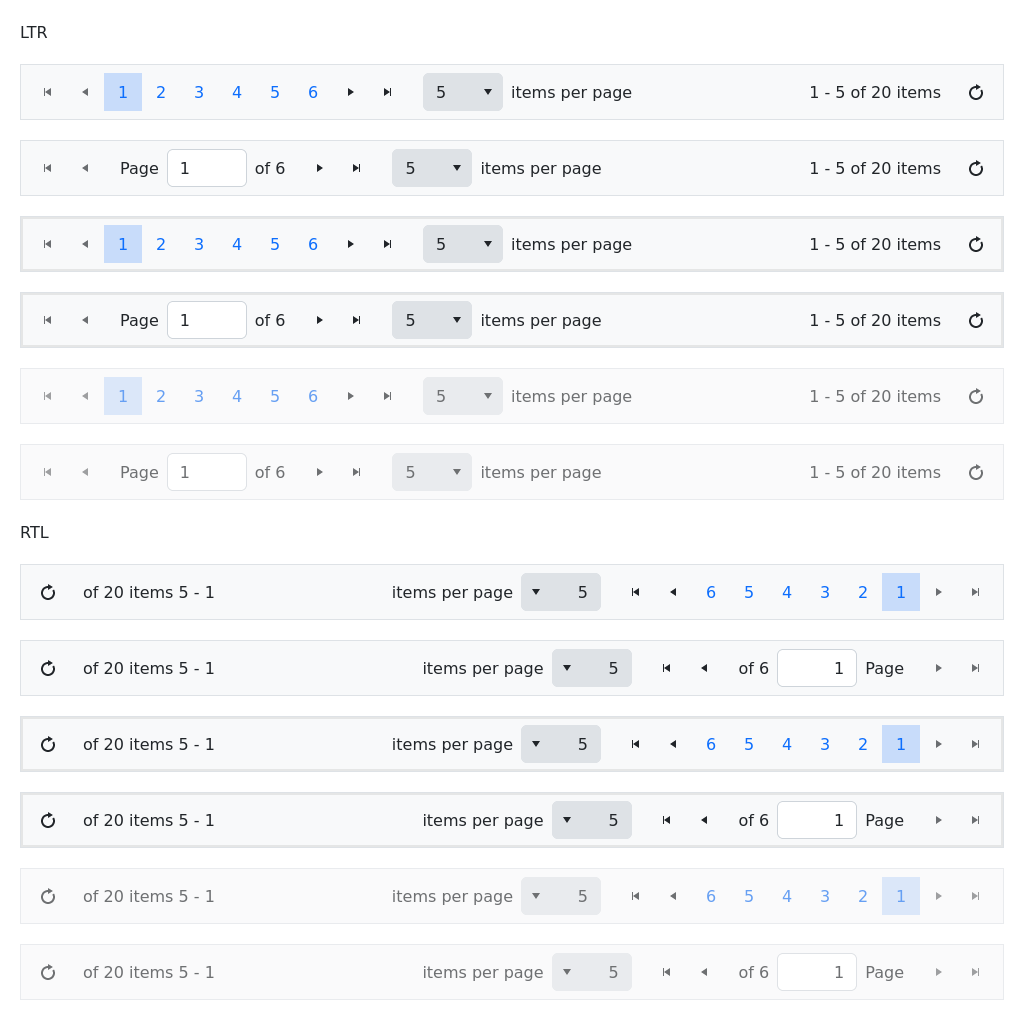 LTR
1 2 3 4 5 6 5 items per page 1 - 5 of 20 items
Page 1 of 6 5 items per page 1 - 5 of 20 items
1 2 3 4 5 6 5 items per page 1 - 5 of 20 items
Page 1 of 6 5 items per page 1 - 5 of 20 items
1 2 3 4 5 6 5 items per page 1 - 5 of 20 items
Page 1 of 6 5 items per page 1 - 5 of 20 items
RTL
of 20 items 5 - 1 items per page 5 6 5 4 3 2 1
of 20 items 5 - 1 items per page 5 of 6 1 Page
of 20 items 5 - 1 items per page 5 6 5 4 3 2 1
of 20 items 5 - 1 items per page 5 of 6 1 Page
of 20 items 5 - 1 items per page 5 6 5 4 3 2 1
of 20 items 5 - 1 items per page 5 of 6 1 Page